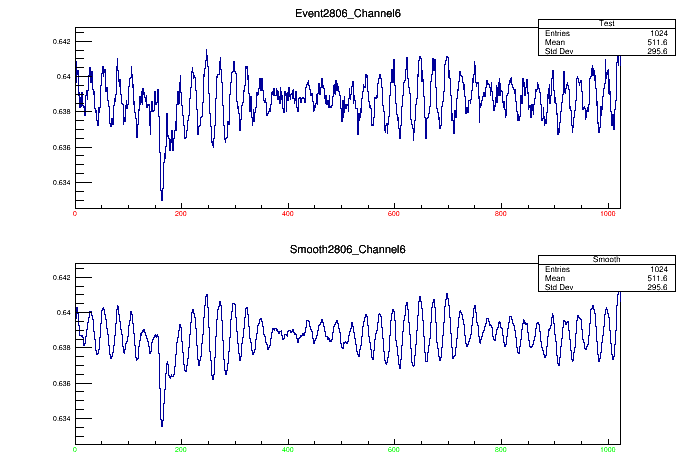 Event2806_Channel6
Test
Entries 1024
Mean 511.6
Std Dev 295.6
0.642
0.64
0.638
0.636
0.634
0 200 400 600 800 1000
Smooth2806_Channel6
Smooth
Entries 1024
Mean 511.6
Std Dev 295.6
0.642
0.64
0.638
0.636
0.634
0 200 400 600 800 1000